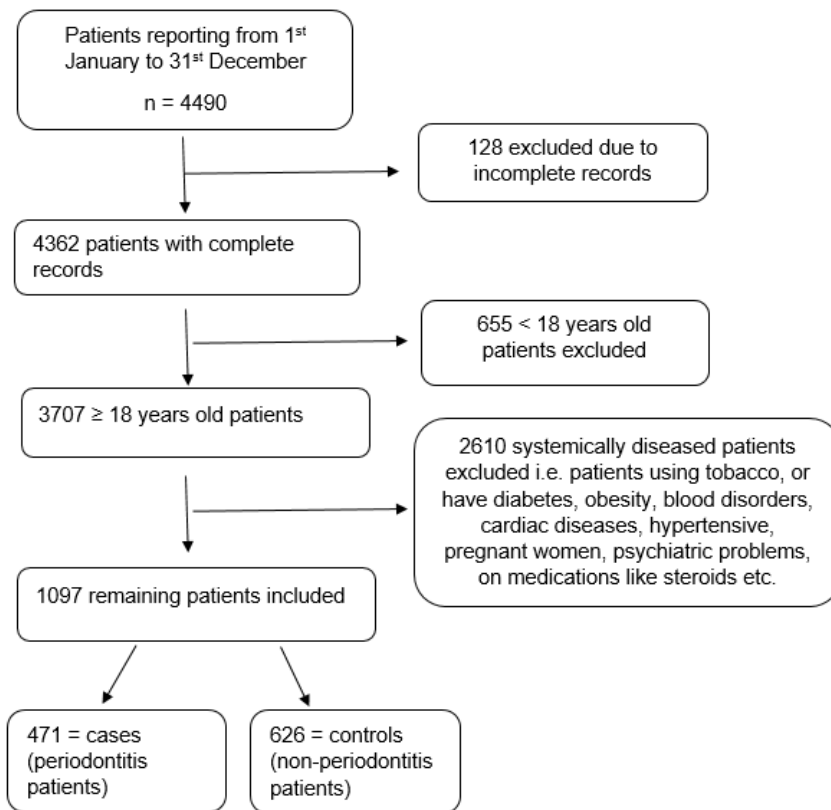 Patients reporting from 1st
January to 31st December
n = 4490
128 excluded due to
incomplete records
4362 patients with complete
records
655 < 18 years old
patients excluded
3707 ≥ 18 years old patients
2610 systemically diseased patients
excluded i.e. patients using tobacco, or
have diabetes, obesity, blood disorders,
cardiac diseases, hypertensive,
pregnant women, psychiatric problems,
on medications like steroids etc.
1097 remaining patients included
471 = cases
(periodontitis
patients)
626 = controls
(non-periodontitis
patients)